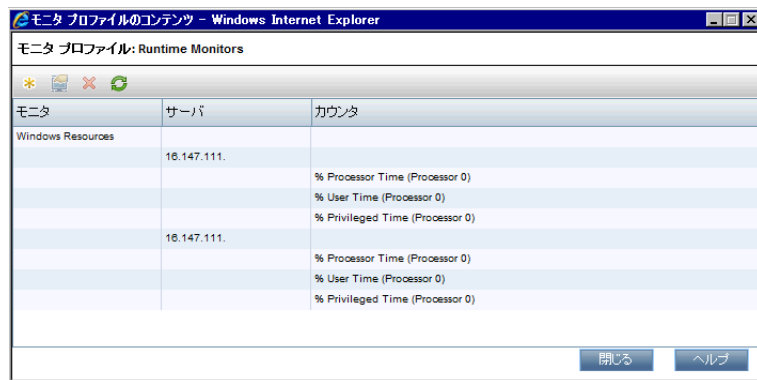 モニタ プロファイルのコンテンツ - Windows Internet Explorer
モニタ プロファイル: Runtime Monitors
モニタ サーバ カウンタ
Windows Resources
16.147.111.
% Processor Time (Processor 0)
% User Time (Processor 0)
% Privileged Time (Processor 0)
16.147.111.
% Processor Time (Processor 0)
% User Time (Processor 0)
% Privileged Time (Processor 0)
閉じる ヘルプ